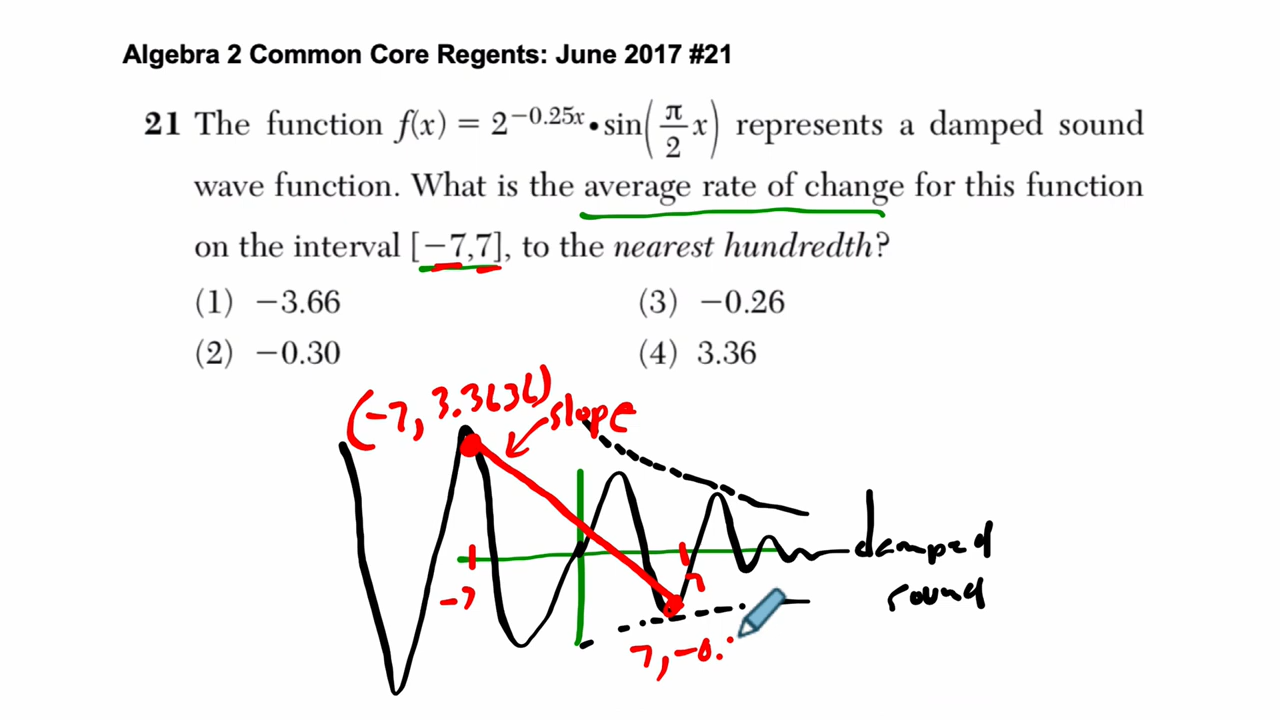 Algebra 2 Common Core Regents: June 2017 #21
21 The function f(x) = 2^{−0.25x} • sin(π/2 x) represents a damped sound
wave function. What is the average rate of change for this function
on the interval [−7,7], to the nearest hundredth?
(1) −3.66 (3) −0.26
(2) −0.30 (4) 3.36
(-7, 3.3636)
slope
-7
7
damped
sound
7, -0.